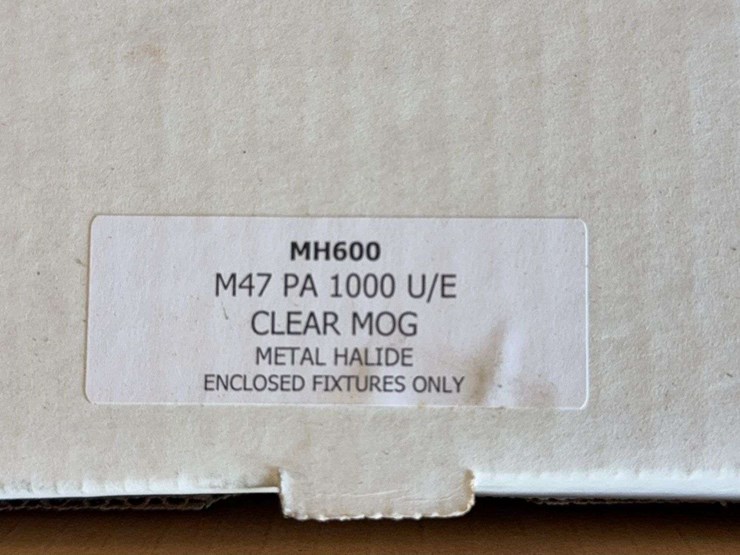 MH600
M47 PA 1000 U/E
CLEAR MOG
METAL HALIDE
ENCLOSED FIXTURES ONLY